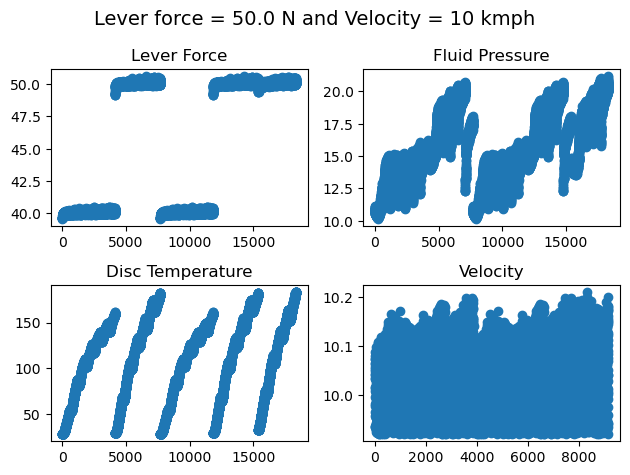 Lever force = 50.0 N and Velocity = 10 kmph
Lever Force
50.0
47.5
45.0
42.5
40.0
0 5000 10000 15000
Fluid Pressure
20.0
17.5
15.0
12.5
10.0
0 5000 10000 15000
Disc Temperature
150
100
50
0 5000 10000 15000
Velocity
10.2
10.1
10.0
0 2000 4000 6000 8000